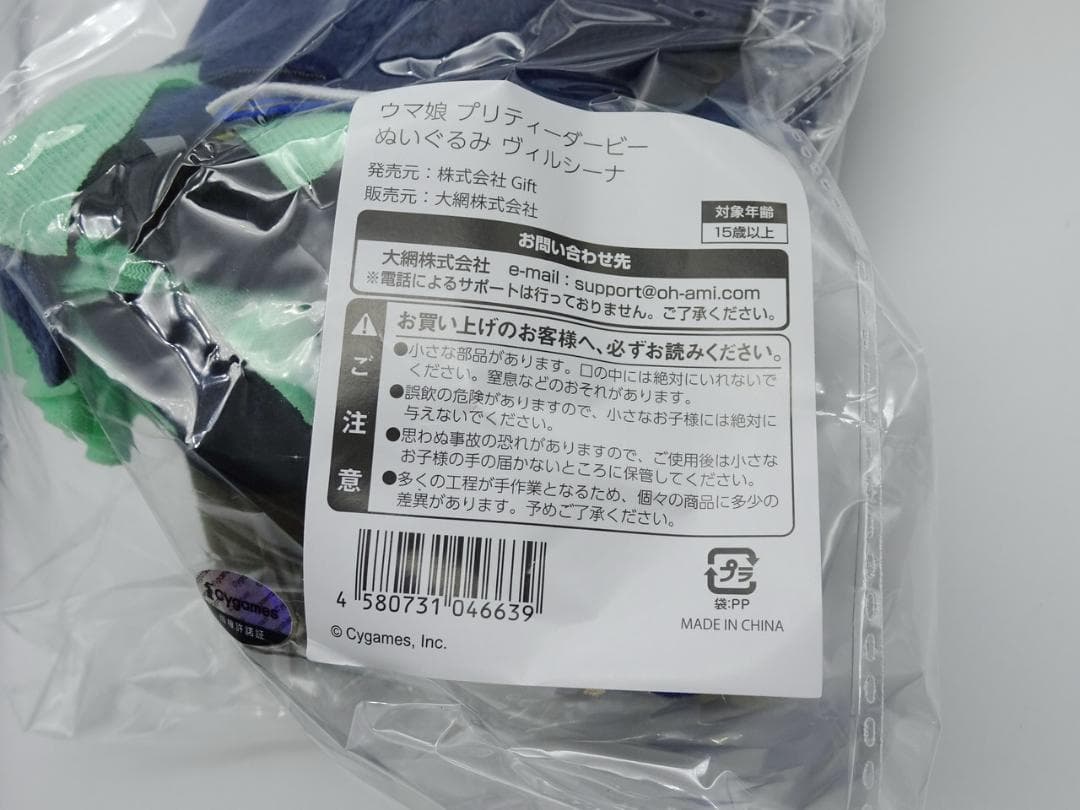 ウマ娘 プリティーダービー
ぬいぐるみ ヴィルシーナ
発売元：株式会社 Gift
販売元：大網株式会社
対象年齢
15歳以上
お問い合わせ先
大網株式会社 e-mail : support@oh-ami.com
※電話によるサポートは行っておりません。ご了承ください。
ご注意
お買い上げのお客様へ、必ずお読みください。
●小さな部品があります。口の中には絶対にいれないで
ください。窒息などのおそれがあります。
●誤飲の危険がありますので、小さなお子様には絶対に
与えないでください。
●思わぬ事故の恐れがありますので、ご使用後は小さな
お子様の手の届かないところに保管してください。
●多くの工程が手作業となるため、個々の商品に多少の
差異があります。予めご了承ください。
4 580731 046639
プラ
袋:PP
MADE IN CHINA
© Cygames, Inc.
Cygames
許諾証